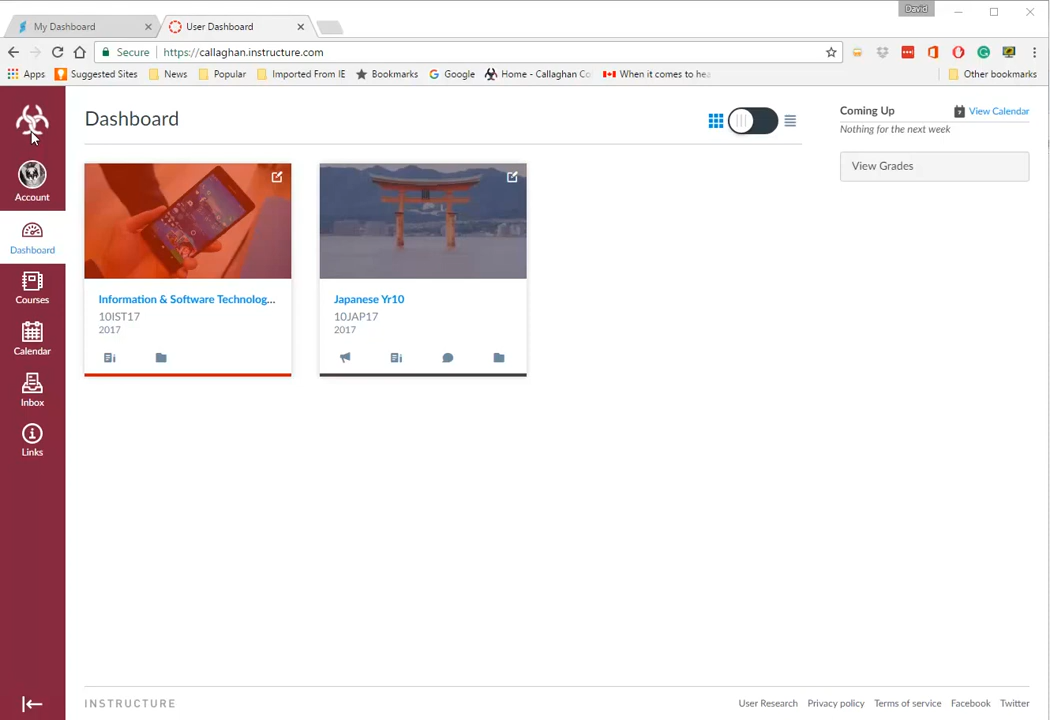 David
My Dashboard
User Dashboard
Secure
https://callaghan.instructure.com
Apps
Suggested Sites
News
Popular
Imported From IE
Bookmarks
Google
Home - Callaghan Co
When it comes to hea
Other bookmarks
Account
Dashboard
Courses
Calendar
Inbox
Links
Dashboard
Coming Up
View Calendar
Nothing for the next week
View Grades
Information & Software Technolog...
10IST17
2017
Japanese Yr10
10JAP17
2017
INSTRUCTURE
User Research
Privacy policy
Terms of service
Facebook
Twitter